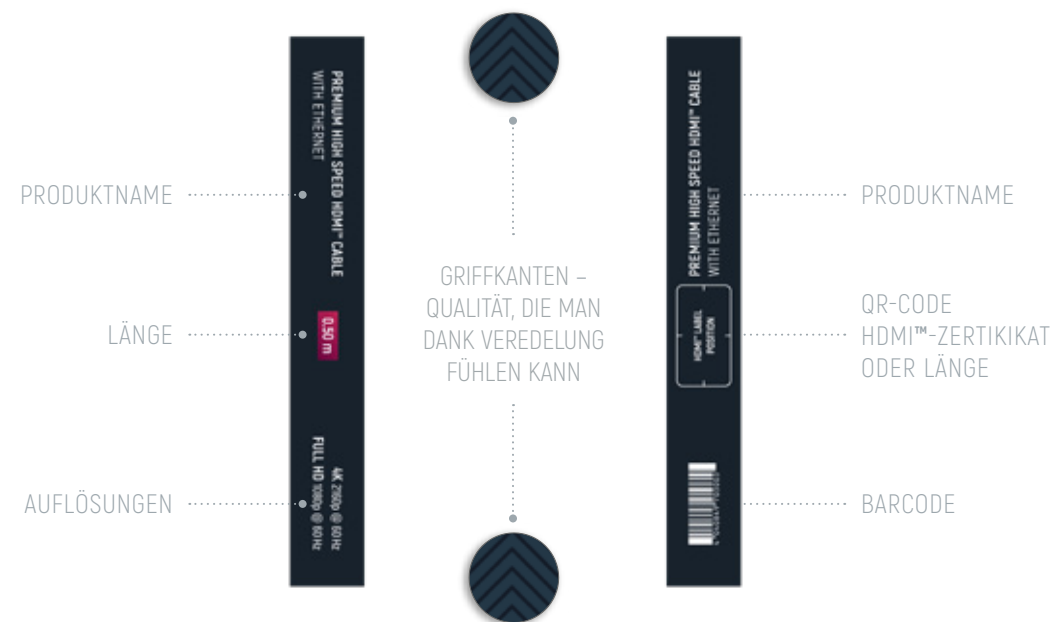 PREMIUM HIGH SPEED HDMI™ CABLE
WITH ETHERNET
0.50 m
4K 2160p @ 60 Hz
FULL HD 1080p @ 60 Hz
PRODUKTNAME
LÄNGE
AUFLÖSUNGEN
GRIFFKANTEN –
QUALITÄT, DIE MAN
DANK VEREDELUNG
FÜHLEN KANN
PREMIUM HIGH SPEED HDMI™ CABLE
WITH ETHERNET
HDMI™ LABEL
POSITION
PRODUKTNAME
QR-CODE
HDMI™-ZERTIKIKAT
ODER LÄNGE
BARCODE